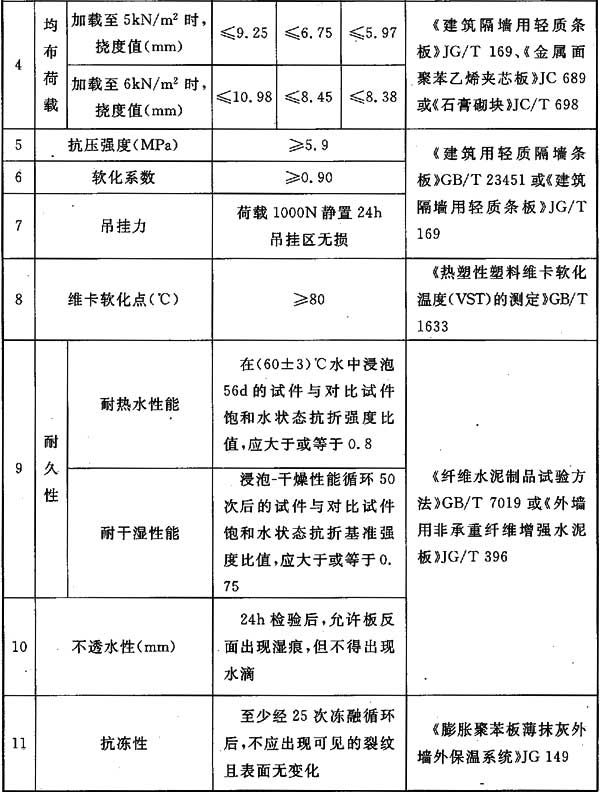 4
均布荷载
加载至 5kN/m² 时，
挠度值(mm)
≤9.25
≤6.75
≤5.97
加载至 6kN/m² 时，
挠度值(mm)
≤10.98
≤8.45
≤8.38
《建筑隔墙用轻质条
板》JG/T 169、《金属面
聚苯乙烯夹芯板》JC 689
或《石膏砌块》JC/T 698
5
抗压强度(MPa)
≥5.9
6
软化系数
≥0.90
7
吊挂力
荷载 1000N 静置 24h
吊挂区无损
《建筑用轻质隔墙条
板》GB/T 23451 或《建筑
隔墙用轻质条板》JG/T
169
8
维卡软化点(℃)
≥80
《热塑性塑料维卡软化
温度(VST)的测定》GB/T
1633
9
耐久性
耐热水性能
在(60±3)℃水中浸泡
56d 的试件与对比试件
饱和水状态抗折强度比
值，应大于或等于 0.8
耐干湿性能
浸泡-干燥性能循环 50
次后的试件与对比试件
饱和水状态抗折基准强
度比值，应大于或等于 0.
75
10
不透水性(mm)
24h 检验后，允许板反
面出现湿痕，但不得出现
水滴
《纤维水泥制品试验方
法》GB/T 7019 或《外墙
用非承重纤维增强水泥
板》JG/T 396
11
抗冻性
至少经 25 次冻融循环
后，不应出现可见的裂纹
且表面无变化
《膨胀聚苯板薄抹灰外
墙外保温系统》JG 149